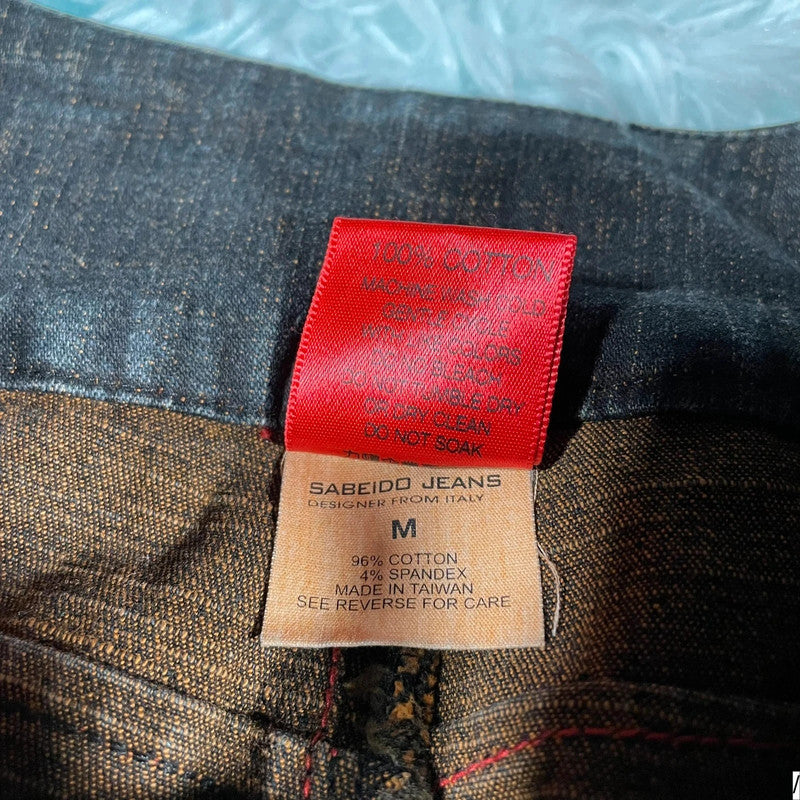 100% COTTON
MACHINE WASH COLD
GENTLE CYCLE
WITH LIKE COLORS
DO NO BLEACH
DO NOT TUMBLE DRY
OR DRY CLEAN
DO NOT SOAK
SABEIDO JEANS
DESIGNER FROM ITALY
M
96% COTTON
4% SPANDEX
MADE IN TAIWAN
SEE REVERSE FOR CARE